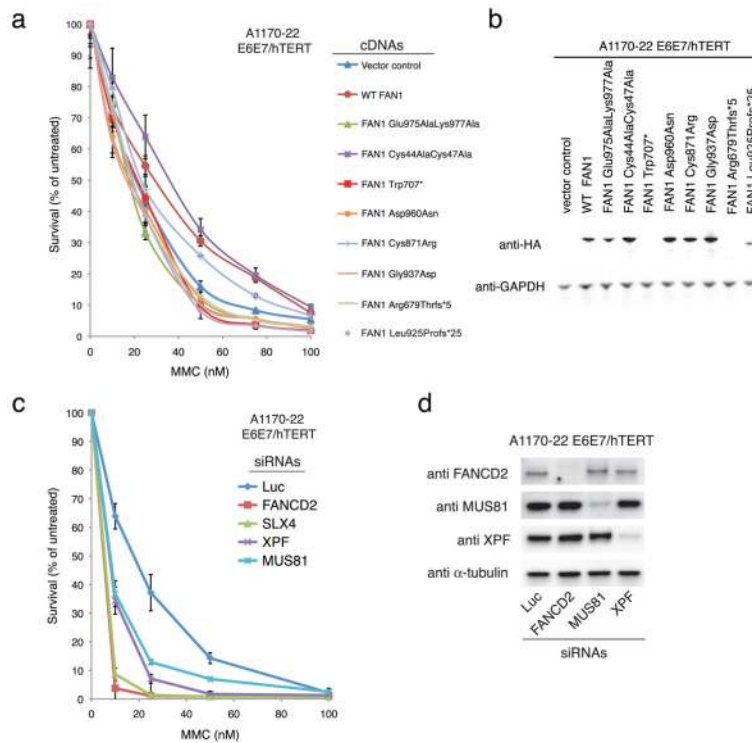 a
A1170-22
E6E7/hTERT
Survival (% of untreated)
100
90
80
70
60
50
40
30
20
10
0
0
20
40
60
80
100
MMC (nM)
cDNAs
Vector control
WT FAN1
FAN1 Glu975AlaLys977Ala
FAN1 Cys44AlaCys47Ala
FAN1 Trp707*
FAN1 Asp960Asn
FAN1 Cys871Arg
FAN1 Gly937Asp
FAN1 Arg679Thrfs*5
FAN1 Leu925Profs*25
b
A1170-22 E6E7/hTERT
vector control
WT FAN1
FAN1 Glu975AlaLys977Ala
FAN1 Cys44AlaCys47Ala
FAN1 Trp707*
FAN1 Asp960Asn
FAN1 Cys871Arg
FAN1 Gly937Asp
FAN1 Arg679Thrfs*5
FAN1 Leu925Profs*25
anti-HA
anti-GAPDH
c
A1170-22
E6E7/hTERT
Survival (% of untreated)
100
90
80
70
60
50
40
30
20
10
0
0
20
40
60
80
100
MMC (nM)
siRNAs
Luc
FANCD2
SLX4
XPF
MUS81
d
A1170-22 E6E7/hTERT
anti FANCD2
anti MUS81
anti XPF
anti α-tubulin
Luc
FANCD2
MUS81
XPF
siRNAs